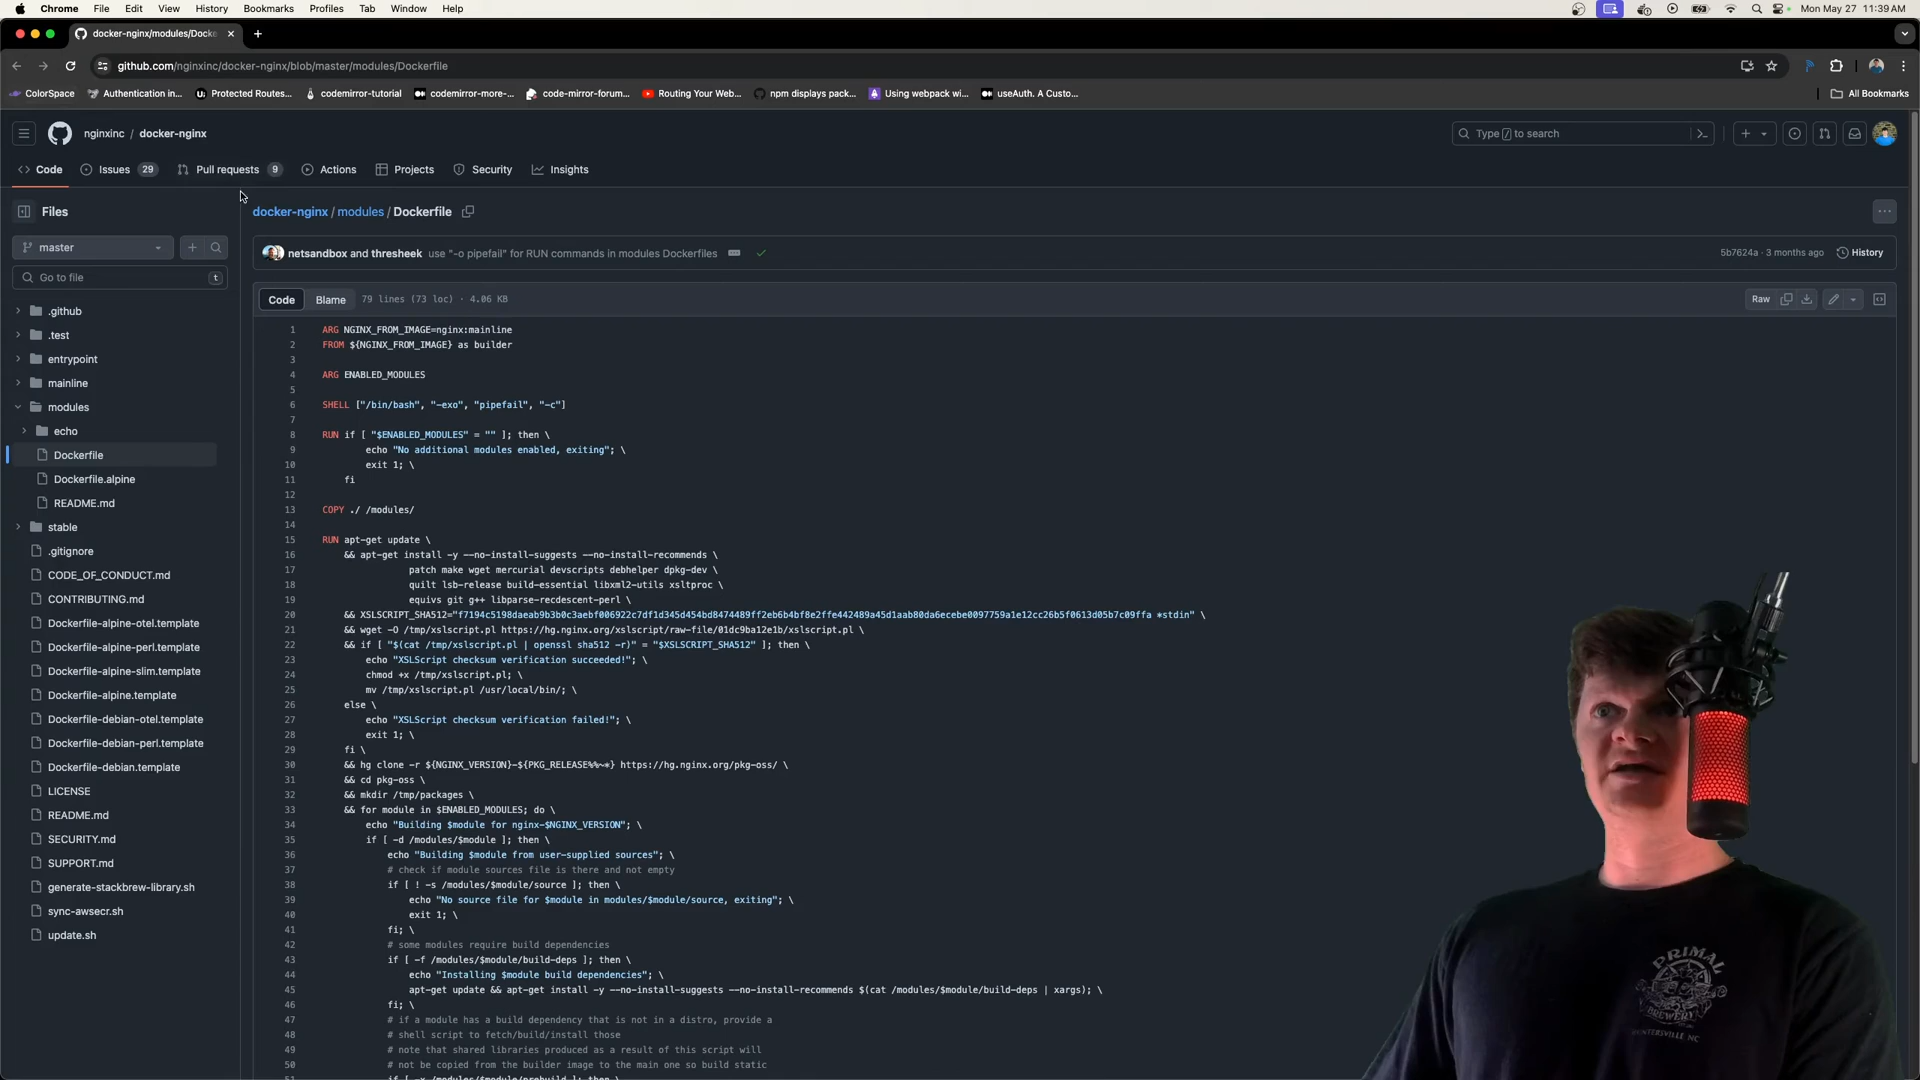 Chrome File Edit View History Bookmarks Profiles Tab Window Help Mon May 27 11:39 AM
docker-nginx/modules/Docke
github.com/nginxinc/docker-nginx/blob/master/modules/Dockerfile
ColorSpace Authentication in... Protected Routes... codemirror-tutorial codemirror-more-... code-mirror-forum... Routing Your Web... npm displays pack... Using webpack wi... useAuth. A Custo... All Bookmarks
nginxinc / docker-nginx Type / to search
Code Issues 29 Pull requests 9 Actions Projects Security Insights
Files
master
Go to file t
.github
.test
entrypoint
mainline
modules
echo
Dockerfile
Dockerfile.alpine
README.md
stable
.gitignore
CODE_OF_CONDUCT.md
CONTRIBUTING.md
Dockerfile-alpine-otel.template
Dockerfile-alpine-perl.template
Dockerfile-alpine-slim.template
Dockerfile-alpine.template
Dockerfile-debian-otel.template
Dockerfile-debian-perl.template
Dockerfile-debian.template
LICENSE
README.md
SECURITY.md
SUPPORT.md
generate-stackbrew-library.sh
sync-awsecr.sh
update.sh
docker-nginx / modules / Dockerfile
netsandbox and thresheek use "-o pipefail" for RUN commands in modules Dockerfiles 5b7624a · 3 months ago History
Code Blame 79 lines (73 loc) · 4.06 KB Raw
1 ARG NGINX_FROM_IMAGE=nginx:mainline
2 FROM ${NGINX_FROM_IMAGE} as builder
3
4 ARG ENABLED_MODULES
5
6 SHELL ["/bin/bash", "-exo", "pipefail", "-c"]
7
8 RUN if [ "$ENABLED_MODULES" = "" ]; then \
9 echo "No additional modules enabled, exiting"; \
10 exit 1; \
11 fi
12
13 COPY ./ /modules/
14
15 RUN apt-get update \
16 && apt-get install -y --no-install-suggests --no-install-recommends \
17 patch make wget mercurial devscripts debhelper dpkg-dev \
18 quilt lsb-release build-essential libxml2-utils xsltproc \
19 equivs git g++ libparse-recdescent-perl \
20 && XSLSCRIPT_SHA512="f7194c5198daeab9b3b0c3aebf006922c7df1d345d454bd8474489ff2eb6b4bf8e2ffe442489a45d1aab80da6ecebe0097759a1e12cc26b5f0613d05b7c09ffa *stdin" \
21 && wget -O /tmp/xslscript.pl https://hg.nginx.org/xslscript/raw-file/01dc9ba12e1b/xslscript.pl \
22 && if [ "$(cat /tmp/xslscript.pl | openssl sha512 -r)" = "$XSLSCRIPT_SHA512" ]; then \
23 echo "XSLScript checksum verification succeeded!"; \
24 chmod +x /tmp/xslscript.pl; \
25 mv /tmp/xslscript.pl /usr/local/bin/; \
26 else \
27 echo "XSLScript checksum verification failed!"; \
28 exit 1; \
29 fi \
30 && hg clone -r ${NGINX_VERSION}-${PKG_RELEASE%%~*} https://hg.nginx.org/pkg-oss/ \
31 && cd pkg-oss \
32 && mkdir /tmp/packages \
33 && for module in $ENABLED_MODULES; do \
34 echo "Building $module for nginx-$NGINX_VERSION"; \
35 if [ -d /modules/$module ]; then \
36 echo "Building $module from user-supplied sources"; \
37 # check if module sources file is there and not empty
38 if [ ! -s /modules/$module/source ]; then \
39 echo "No source file for $module in modules/$module/source, exiting"; \
40 exit 1; \
41 fi; \
42 # some modules require build dependencies
43 if [ -f /modules/$module/build-deps ]; then \
44 echo "Installing $module build dependencies"; \
45 apt-get update && apt-get install -y --no-install-suggests --no-install-recommends $(cat /modules/$module/build-deps | xargs); \
46 fi; \
47 # if a module has a build dependency that is not in a distro, provide a
48 # shell script to fetch/build/install those
49 # note that shared libraries produced as a result of this script will
50 # not be copied from the builder image to the main one so build static
51 if [ -x /modules/$module/prebuild ]; then \
PRIMAL
BREWERY
HUNTERSVILLE NC